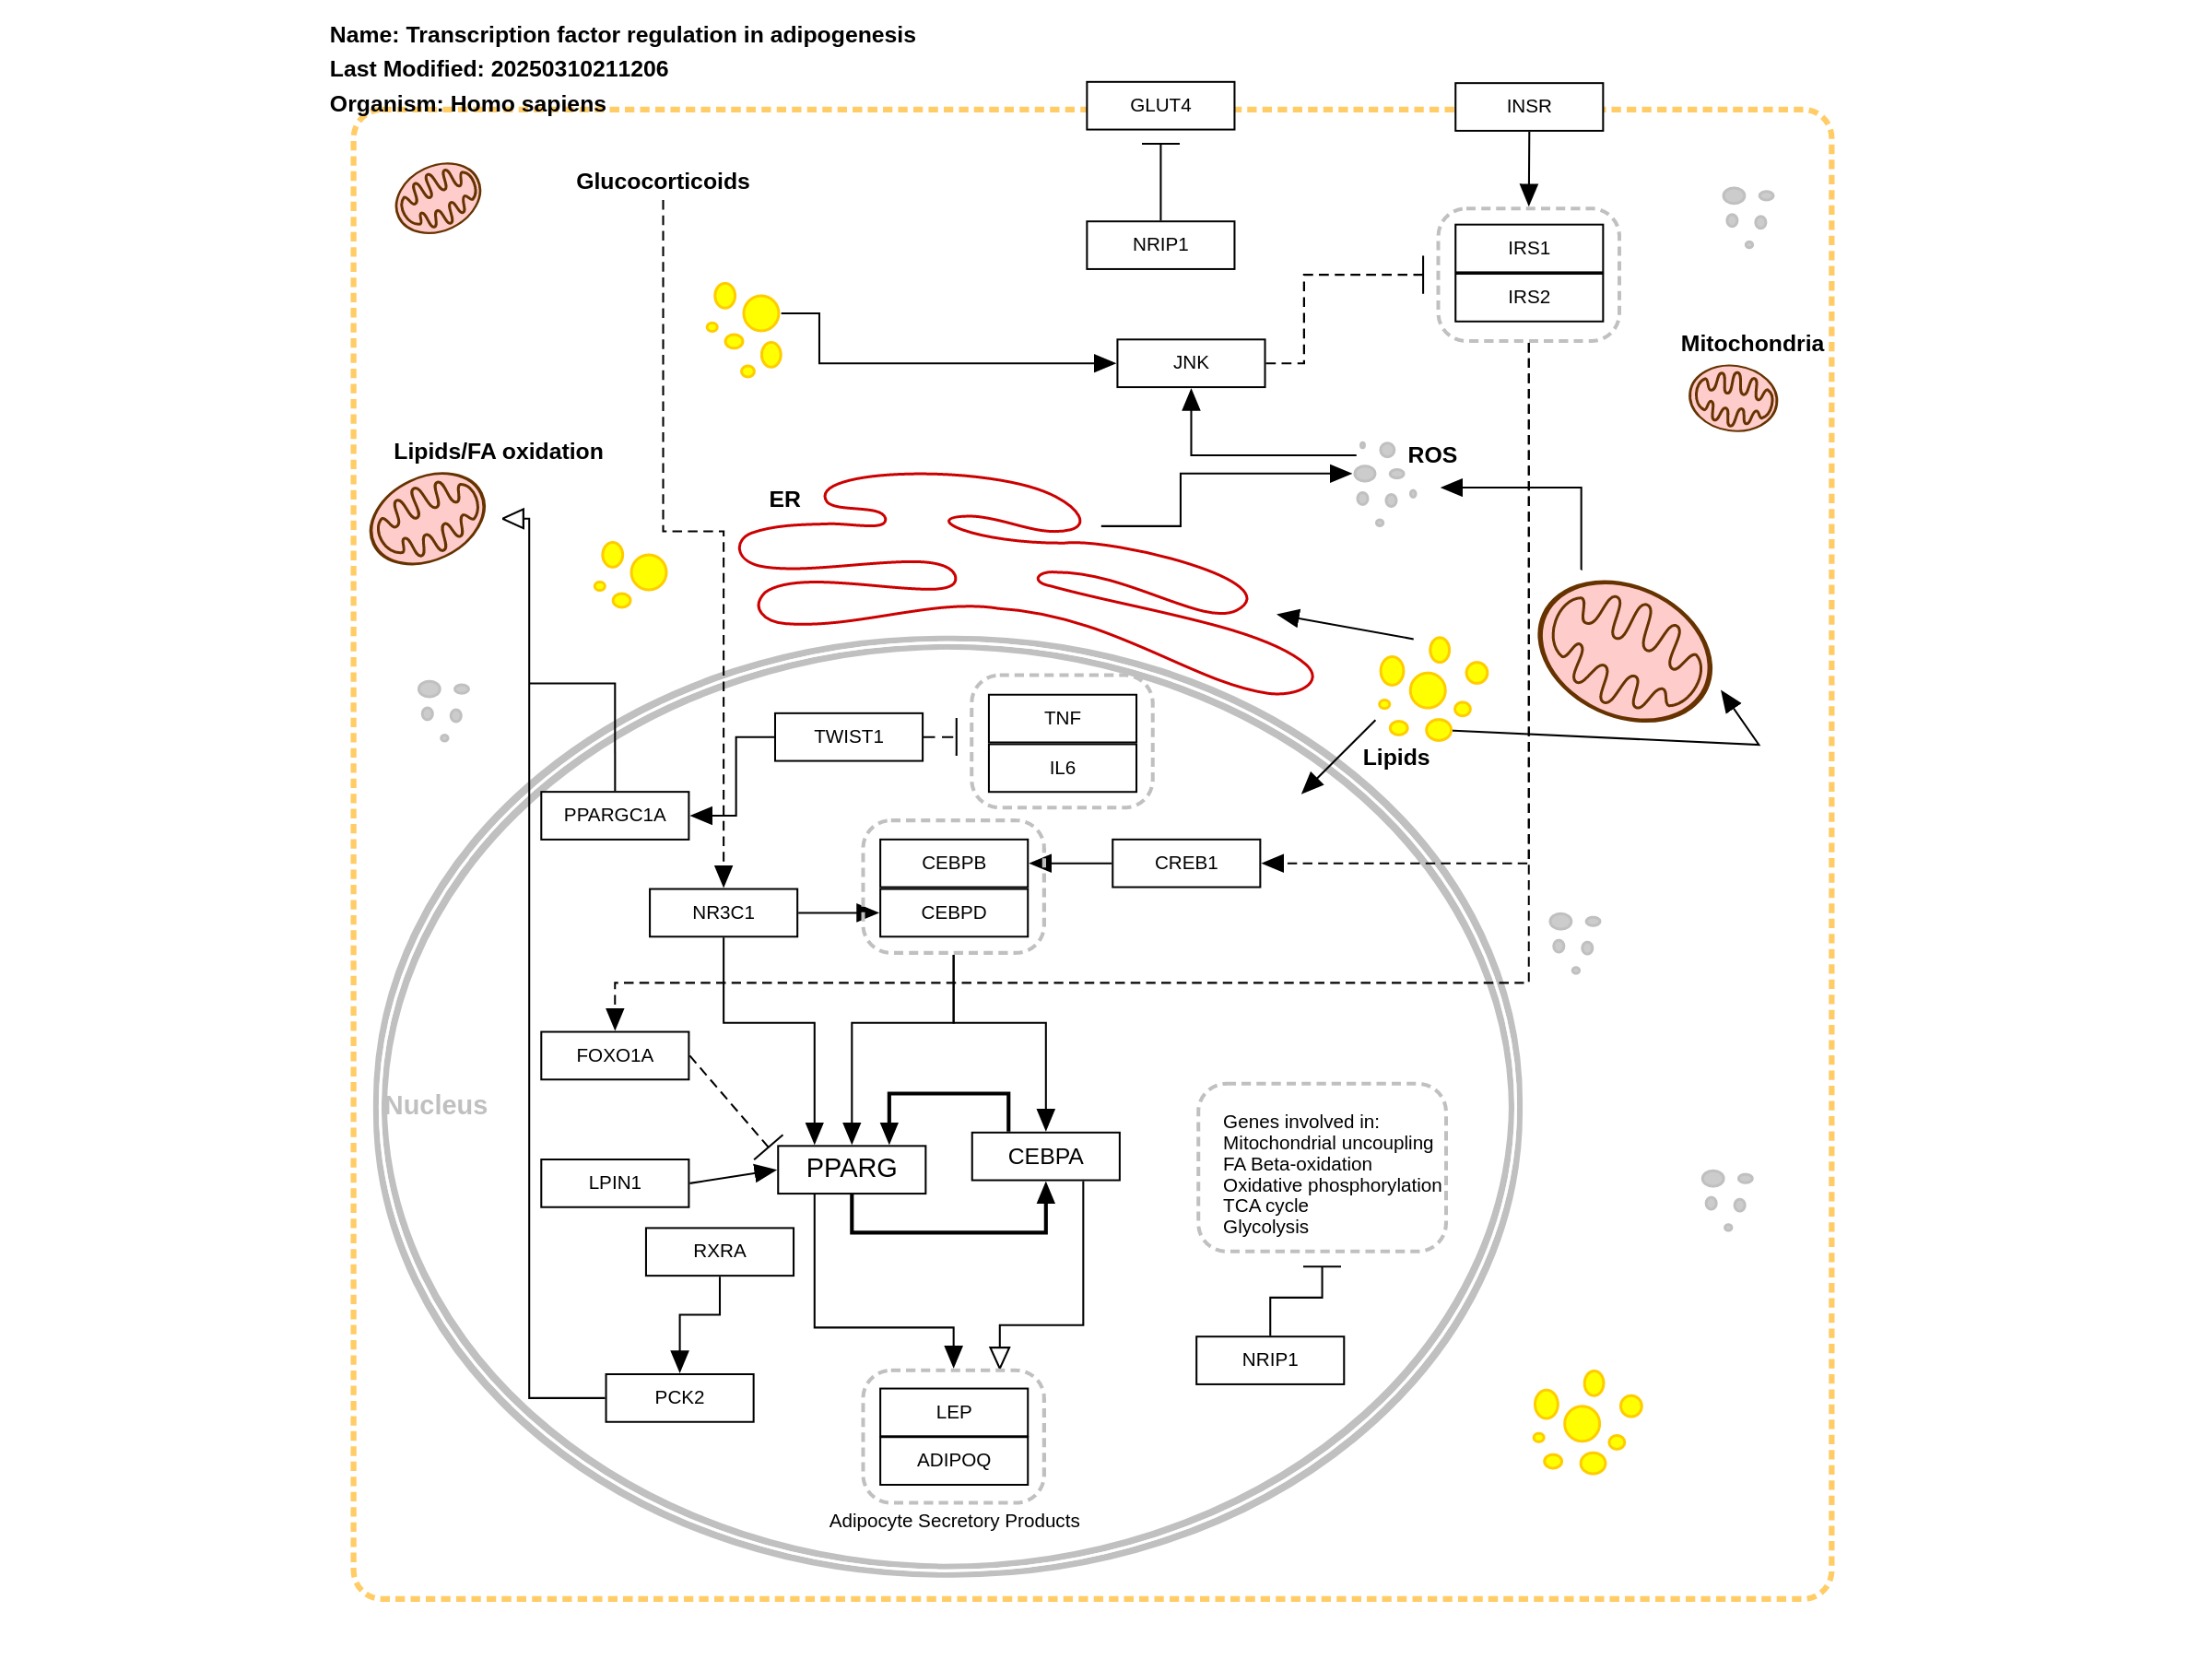 Name: Transcription factor regulation in adipogenesis
Last Modified: 20250310211206
Organism: Homo sapiens
GLUT4
INSR
Glucocorticoids
NRIP1
IRS1
IRS2
Mitochondria
JNK
Lipids/FA oxidation
ROS
ER
TNF
TWIST1
IL6
Lipids
PPARGC1A
CEBPB
CREB1
NR3C1
CEBPD
FOXO1A
Nucleus
Genes involved in:
Mitochondrial uncoupling
FA Beta-oxidation
Oxidative phosphorylation
TCA cycle
Glycolysis
PPARG
CEBPA
LPIN1
RXRA
NRIP1
PCK2
LEP
ADIPOQ
Adipocyte Secretory Products